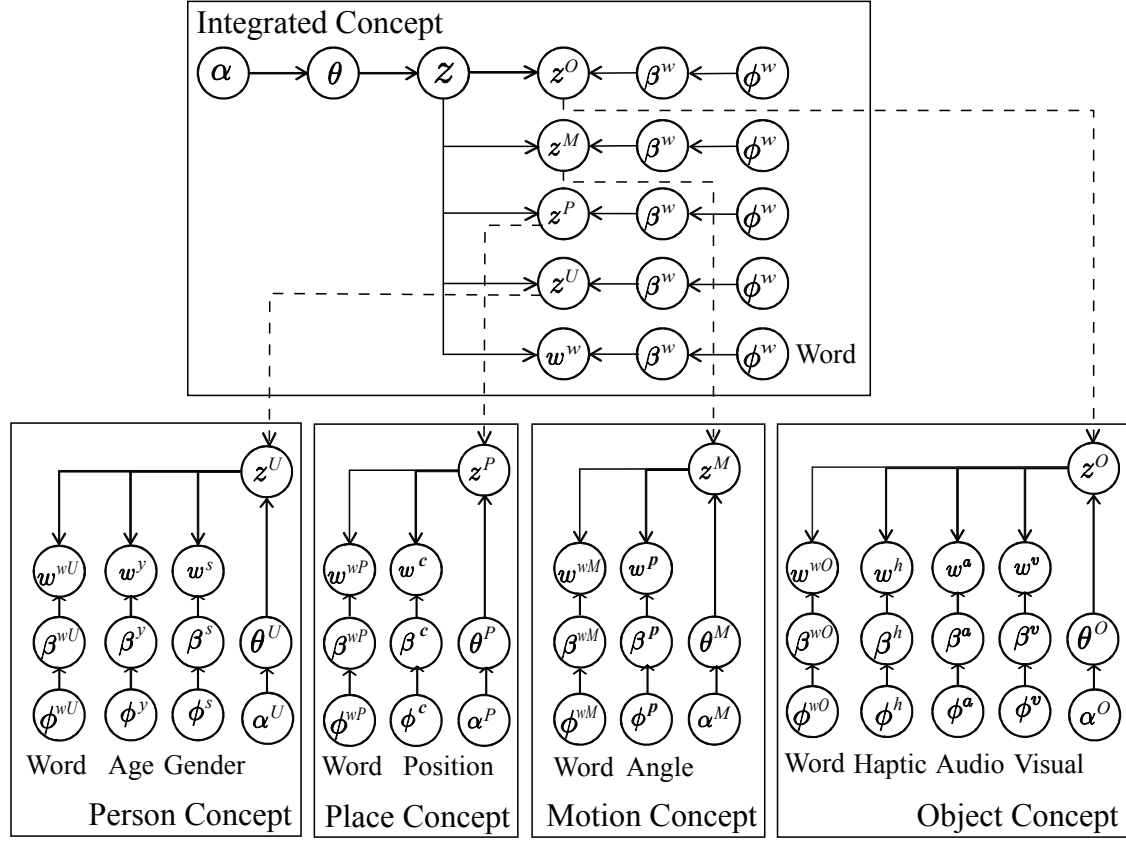 Integrated Concept
α θ z z^O β^w ϕ^w
z^M β^w ϕ^w
z^P β^w ϕ^w
z^U β^w ϕ^w
w^w β^w ϕ^w Word
z^U
w^{wU} w^y w^s
β^{wU} β^y β^s θ^U
ϕ^{wU} ϕ^y ϕ^s α^U
Word Age Gender
Person Concept
z^P
w^{wP} w^c
β^{wP} β^c θ^P
ϕ^{wP} ϕ^c α^P
Word Position
Place Concept
z^M
w^{wM} w^p
β^{wM} β^p θ^M
ϕ^{wM} ϕ^p α^M
Word Angle
Motion Concept
z^O
w^{wO} w^h w^a w^v
β^{wO} β^h β^a β^v θ^O
ϕ^{wO} ϕ^h ϕ^a ϕ^v α^O
Word Haptic Audio Visual
Object Concept